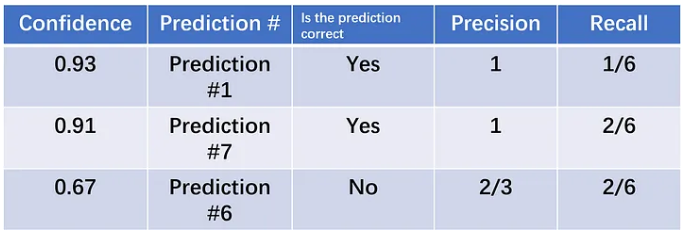 Confidence Prediction # Is the prediction correct Precision Recall
0.93 Prediction #1 Yes 1 1/6
0.91 Prediction #7 Yes 1 2/6
0.67 Prediction #6 No 2/3 2/6